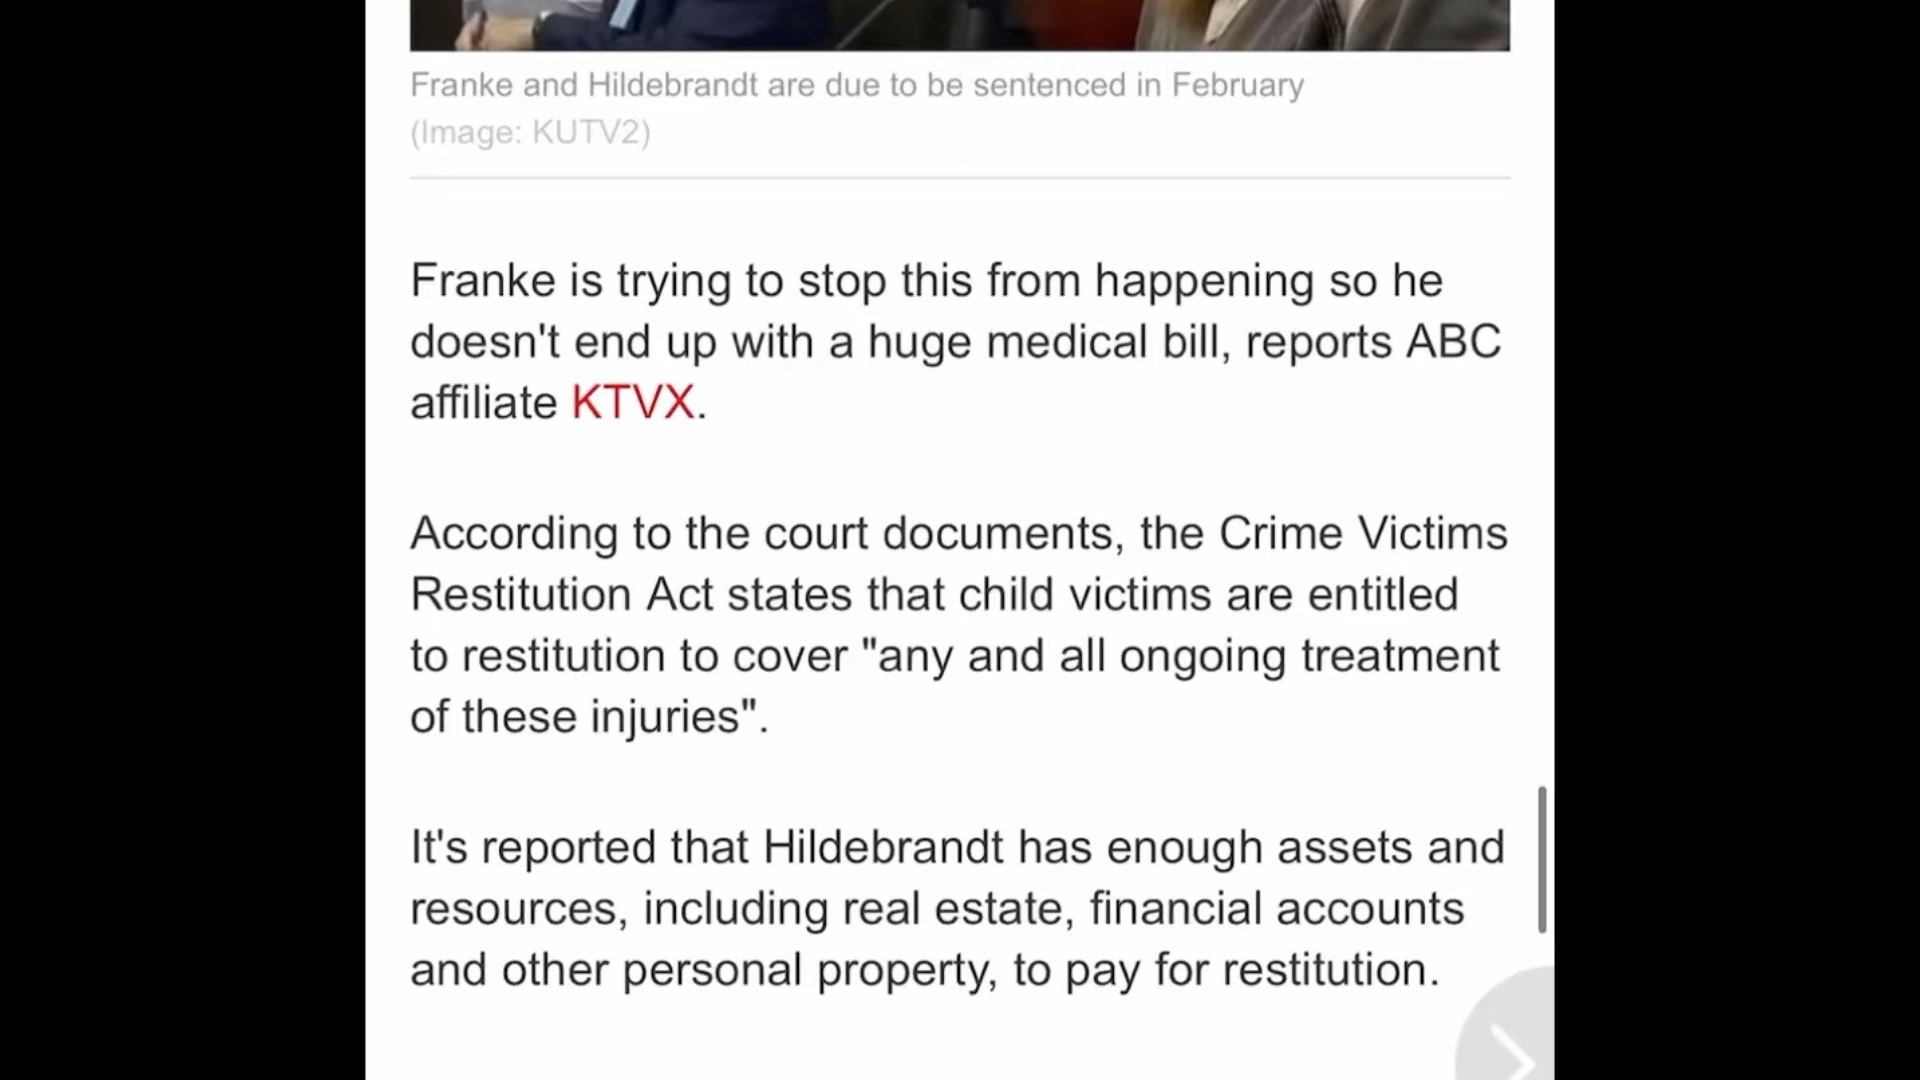 Franke and Hildebrandt are due to be sentenced in February
(Image: KUTV2)
Franke is trying to stop this from happening so he
doesn't end up with a huge medical bill, reports ABC
affiliate KTVX.
According to the court documents, the Crime Victims
Restitution Act states that child victims are entitled
to restitution to cover "any and all ongoing treatment
of these injuries".
It's reported that Hildebrandt has enough assets and
resources, including real estate, financial accounts
and other personal property, to pay for restitution.